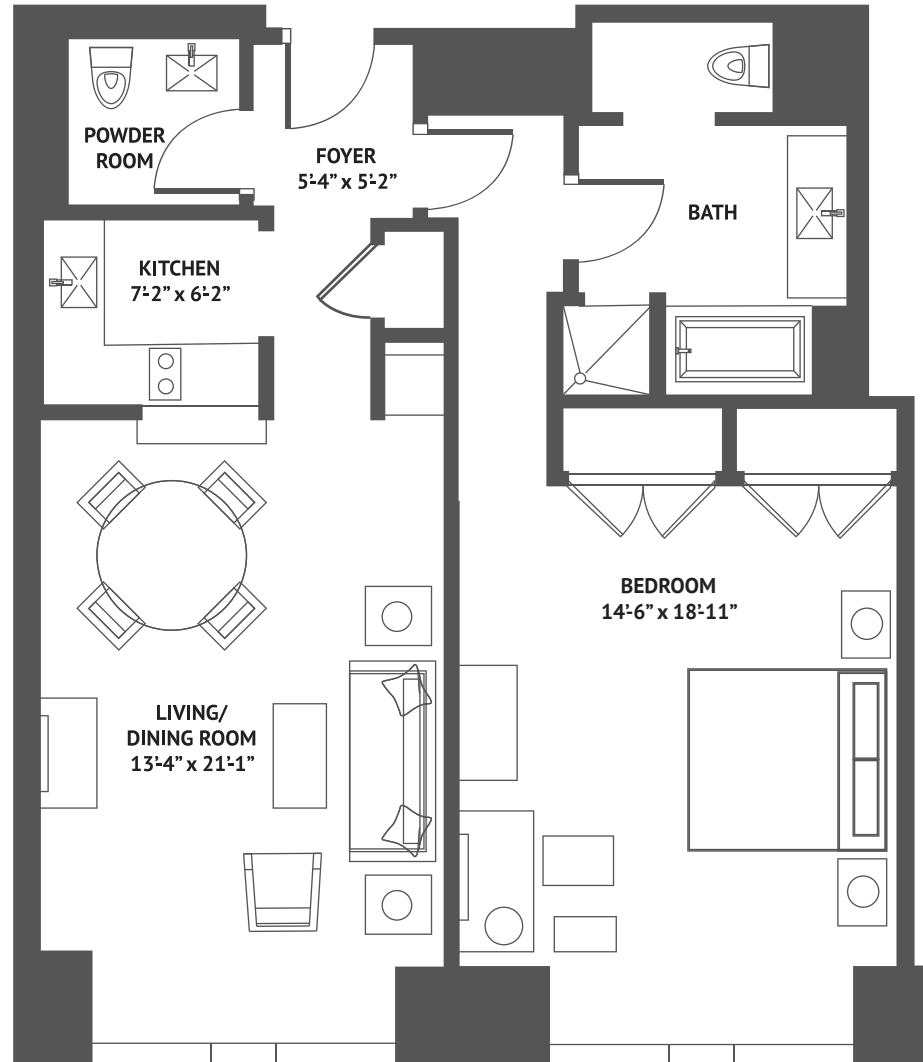 POWDER
ROOM
FOYER
5'-4" x 5'-2"
BATH
KITCHEN
7'-2" x 6'-2"
BEDROOM
14'-6" x 18'-11"
LIVING/
DINING ROOM
13'-4" x 21'-1"